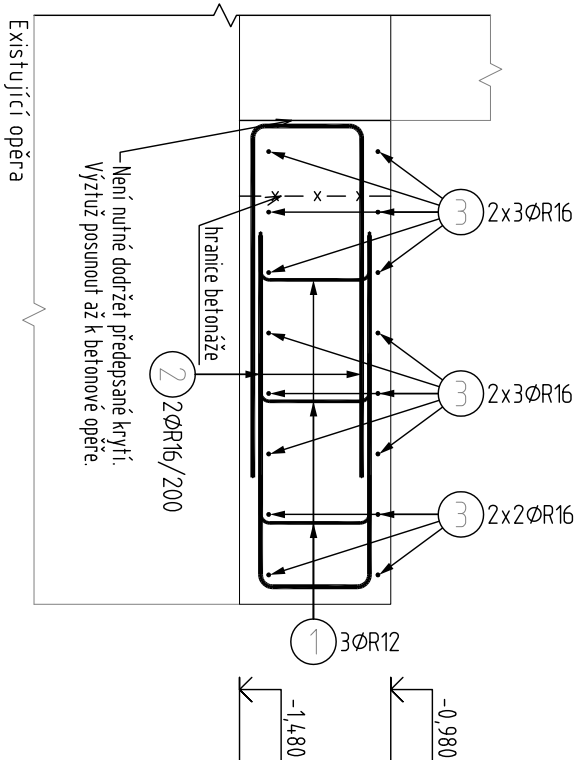 Existující opěra
Není nutné dodržet předepsané krytí.
Výztuž posunout až k betonové opěře.
hranice betonáže
3 2x3ØR16
3 2x3ØR16
3 2x2ØR16
2 2ØR16/200
1 3ØR12
-0,980
-1,480